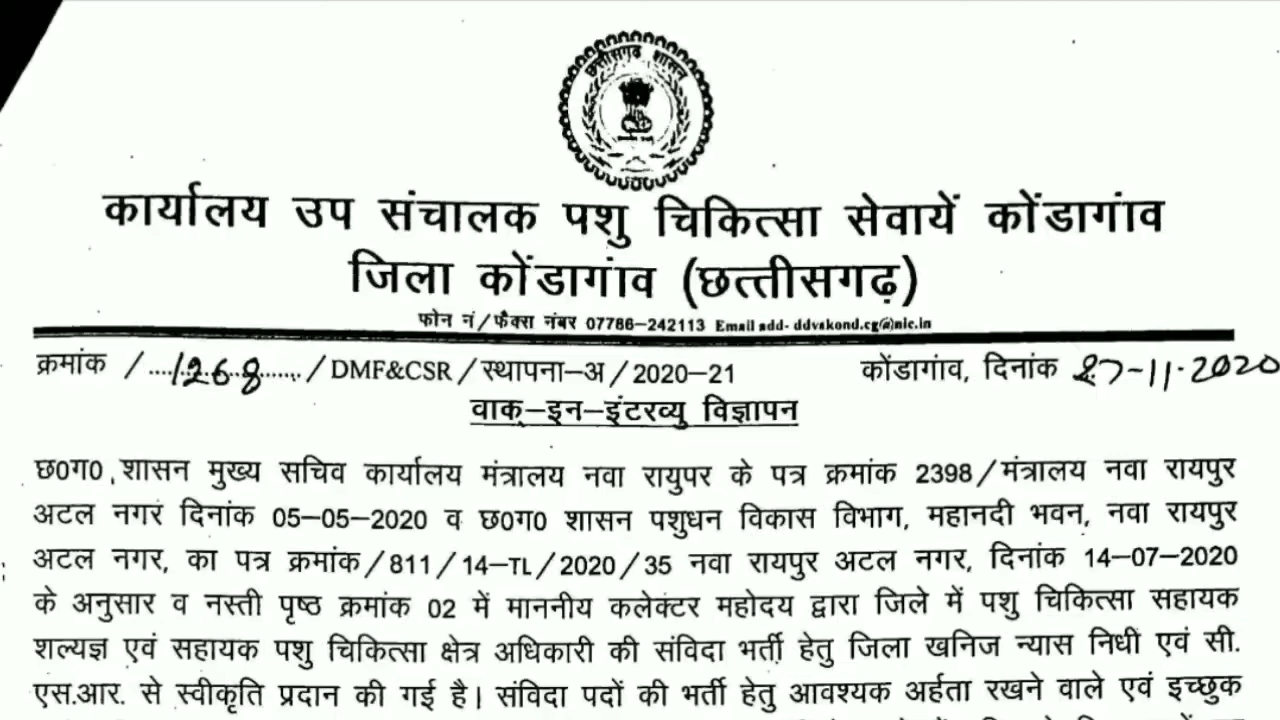 छत्तीसगढ़ शासन
कार्यालय उप संचालक पशु चिकित्सा सेवायें कोंडागांव
जिला कोंडागांव (छत्तीसगढ़)
फोन नं/फैक्स नंबर 07786-242113 Email add- ddvskond.cg@nic.in
क्रमांक /....1268......./DMF&CSR/स्थापना-अ/2020-21 कोंडागांव, दिनांक 27-11-2020
वाक्-इन-इंटरव्यु विज्ञापन
छ0ग0 शासन मुख्य सचिव कार्यालय मंत्रालय नवा रायुपर के पत्र क्रमांक 2398/मंत्रालय नवा रायपुर
अटल नगर दिनांक 05-05-2020 व छ0ग0 शासन पशुधन विकास विभाग, महानदी भवन, नवा रायपुर
अटल नगर, का पत्र क्रमांक/811/14-TL/2020/35 नवा रायपुर अटल नगर, दिनांक 14-07-2020
के अनुसार व नस्ती पृष्ठ क्रमांक 02 में माननीय कलेक्टर महोदय द्वारा जिले में पशु चिकित्सा सहायक
शल्यज्ञ एवं सहायक पशु चिकित्सा क्षेत्र अधिकारी की संविदा भर्ती हेतु जिला खनिज न्यास निधी एवं सी.
एस.आर. से स्वीकृति प्रदान की गई है। संविदा पदों की भर्ती हेतु आवश्यक अर्हता रखने वाले एवं इच्छुक